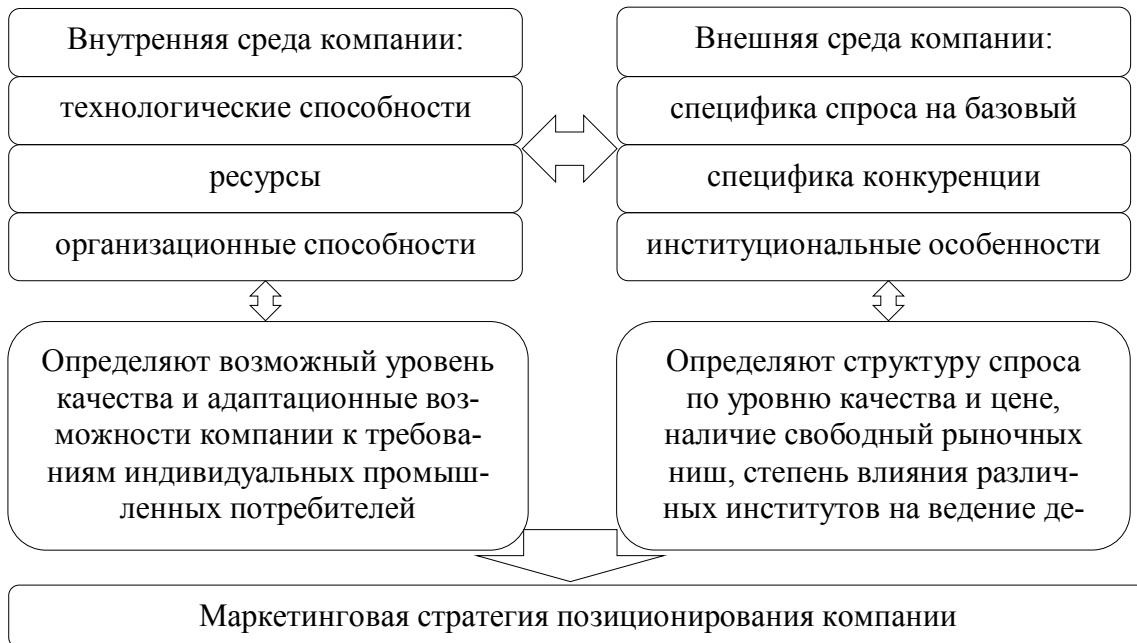 Внутренняя среда компании:
технологические способности
ресурсы
организационные способности
Внешняя среда компании:
специфика спроса на базовый
специфика конкуренции
институциональные особенности
Определяют возможный уровень
качества и адаптационные воз-
можности компании к требова-
ниям индивидуальных промыш-
ленных потребителей
Определяют структуру спроса
по уровню качества и цене,
наличие свободный рыночных
ниш, степень влияния различ-
ных институтов на ведение де-
Маркетинговая стратегия позиционирования компании